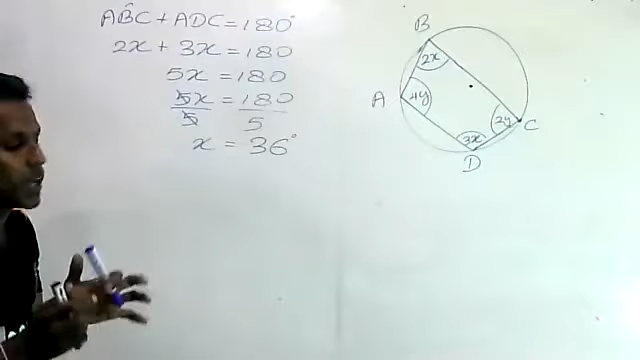 AB̂C + ADC = 180°
2x + 3x = 180
5x = 180
5x/5 = 180/5
x = 36°
B
2x
A
4y
2y
C
3x
D